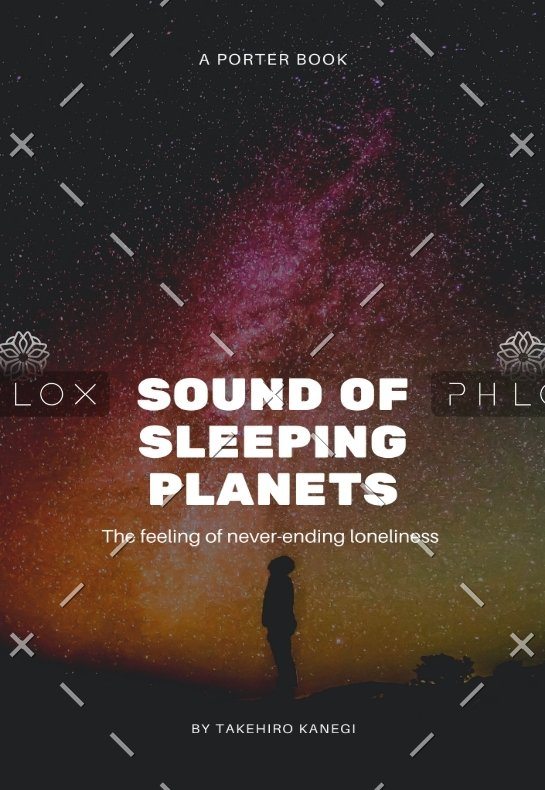 A PORTER BOOK
LOX
PHLO
SOUND OF
SLEEPING
PLANETS
The feeling of never-ending loneliness
BY TAKEHIRO KANEGI